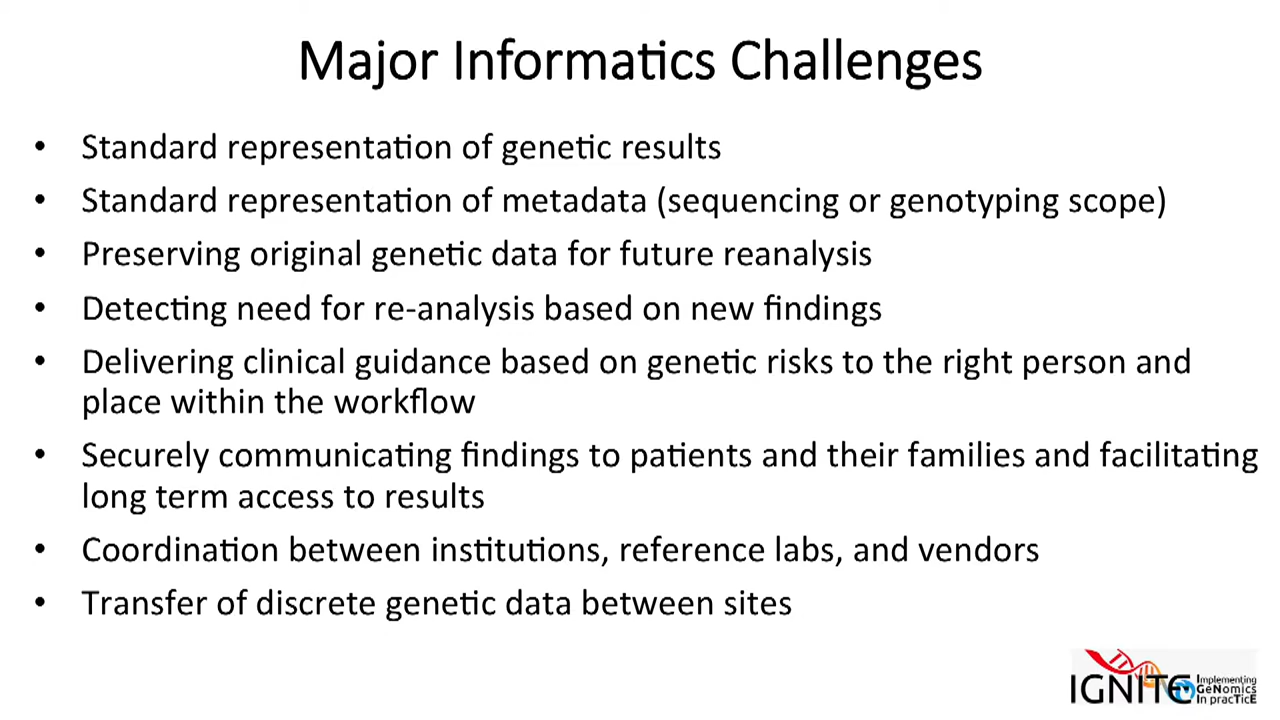 Major Informatics Challenges
• Standard representation of genetic results
• Standard representation of metadata (sequencing or genotyping scope)
• Preserving original genetic data for future reanalysis
• Detecting need for re-analysis based on new findings
• Delivering clinical guidance based on genetic risks to the right person and
place within the workflow
• Securely communicating findings to patients and their families and facilitating
long term access to results
• Coordination between institutions, reference labs, and vendors
• Transfer of discrete genetic data between sites
IGNITE
Implementing
GeNomics
In pracTicE